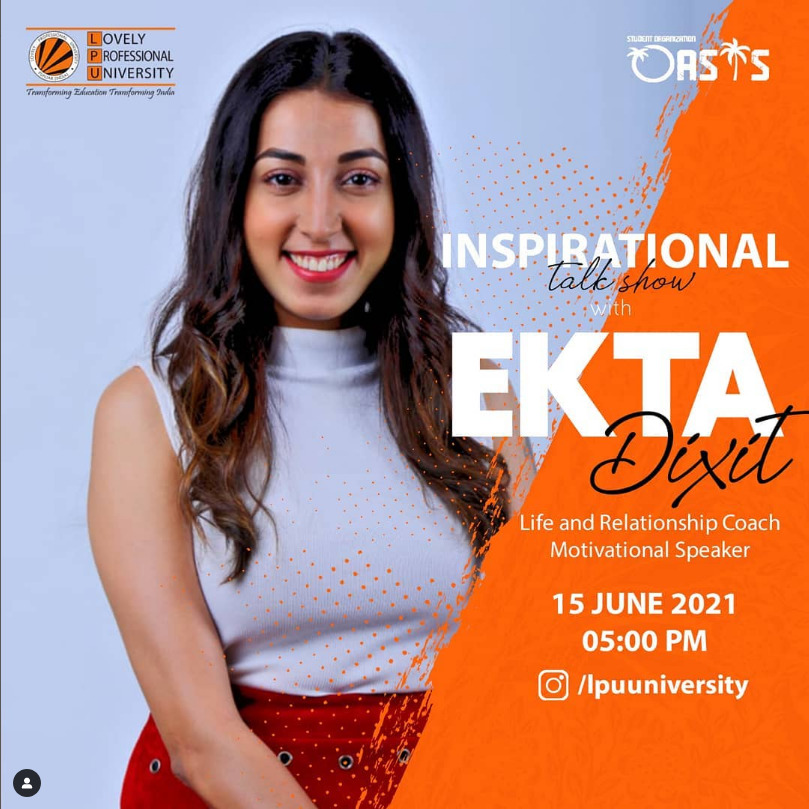 LOVELY
PROFESSIONAL
UNIVERSITY
Transforming Education Transforming India
STUDENT ORGANIZATION
OASIS
INSPIRATIONAL
talk show
with
EKTA
Dixit
Life and Relationship Coach
Motivational Speaker
15 JUNE 2021
05:00 PM
/lpuuniversity